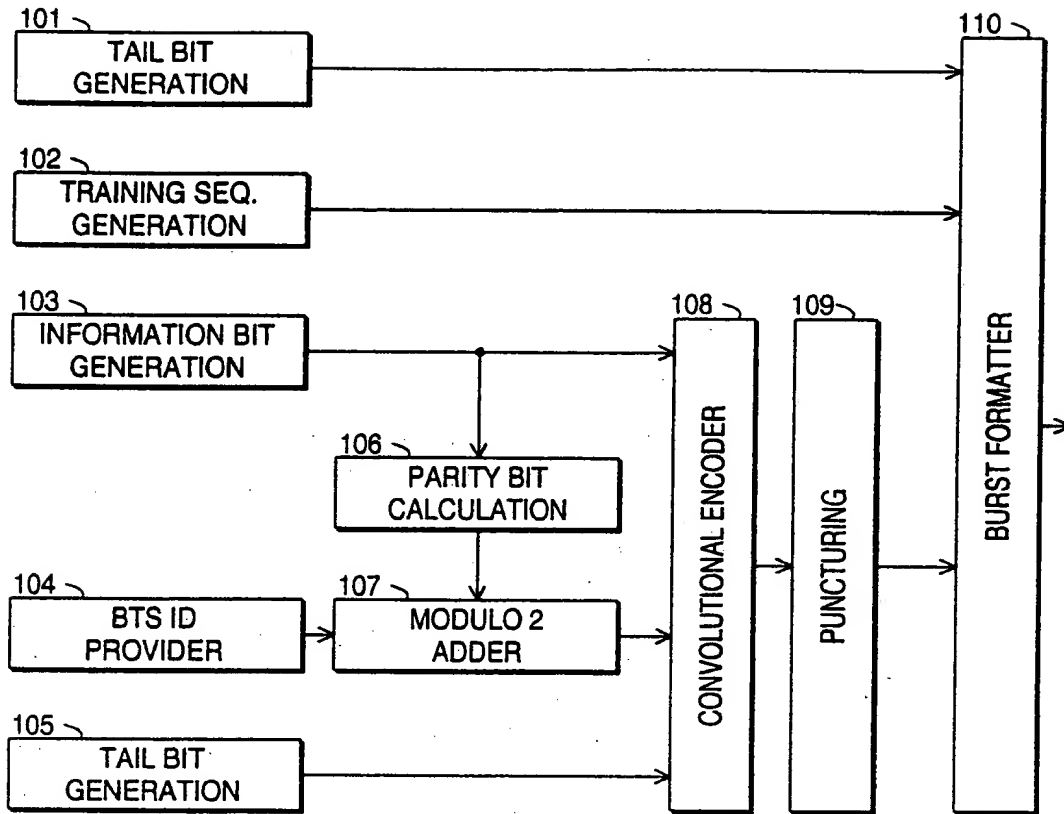 101
TAIL BIT
GENERATION
110
102
TRAINING SEQ.
GENERATION
103
INFORMATION BIT
GENERATION
108
109
106
PARITY BIT
CALCULATION
104
BTS ID
PROVIDER
107
MODULO 2
ADDER
105
TAIL BIT
GENERATION
CONVOLUTIONAL ENCODER
PUNCTURING
BURST FORMATTER